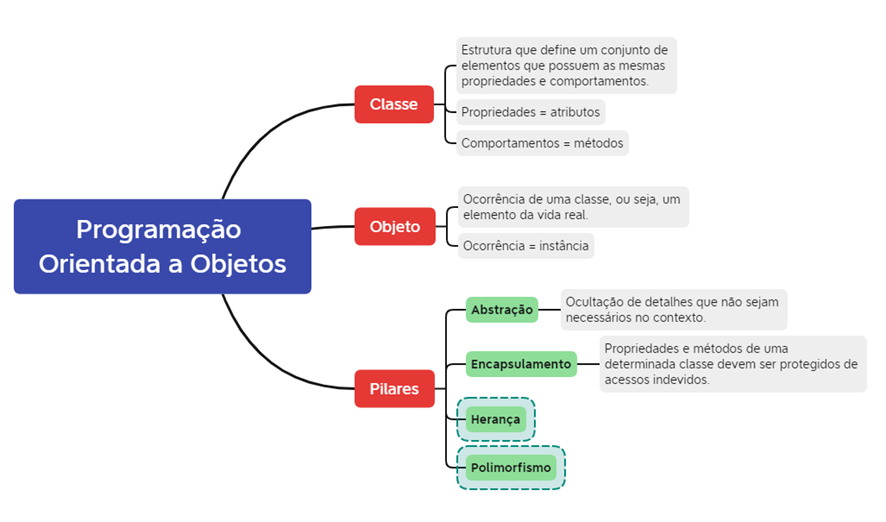 Programação
Orientada a Objetos
Classe
Estrutura que define um conjunto de
elementos que possuem as mesmas
propriedades e comportamentos.
Propriedades = atributos
Comportamentos = métodos
Objeto
Ocorrência de uma classe, ou seja, um
elemento da vida real.
Ocorrência = instância
Pilares
Abstração
Ocultação de detalhes que não sejam
necessários no contexto.
Encapsulamento
Propriedades e métodos de uma
determinada classe devem ser protegidos de
acessos indevidos.
Herança
Polimorfismo